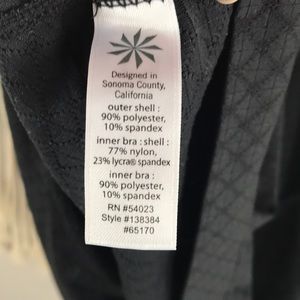 Designed in
Sonoma County,
California
outer shell :
90% polyester,
10% spandex
inner bra : shell :
77% nylon,
23% lycra® spandex
inner bra :
90% polyester,
10% spandex
RN #54023
Style #138384
#65170